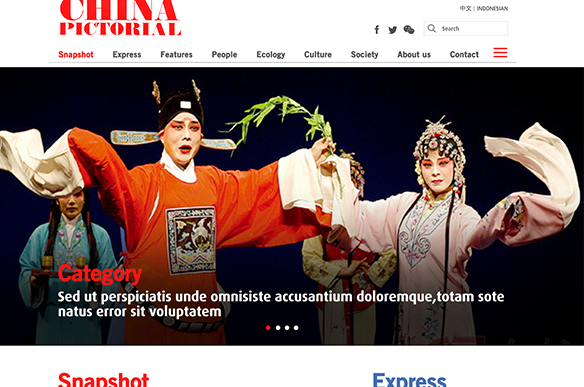 CHINA
PICTORIAL
中文 | INDONESIAN
Search
Snapshot Express Features People Ecology Culture Society About us Contact
Category
Sed ut perspiciatis unde omnisiste accusantium doloremque,totam sote
natus error sit voluptatem
Snapshot Express